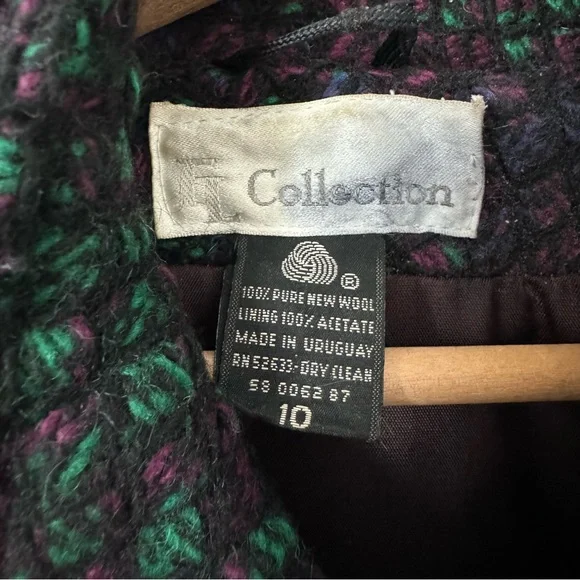 Collection
®
100% PURE NEW WOOL
LINING 100% ACETATE
MADE IN URUGUAY
RN 52633-DRY CLEAN
58 0062 87
10